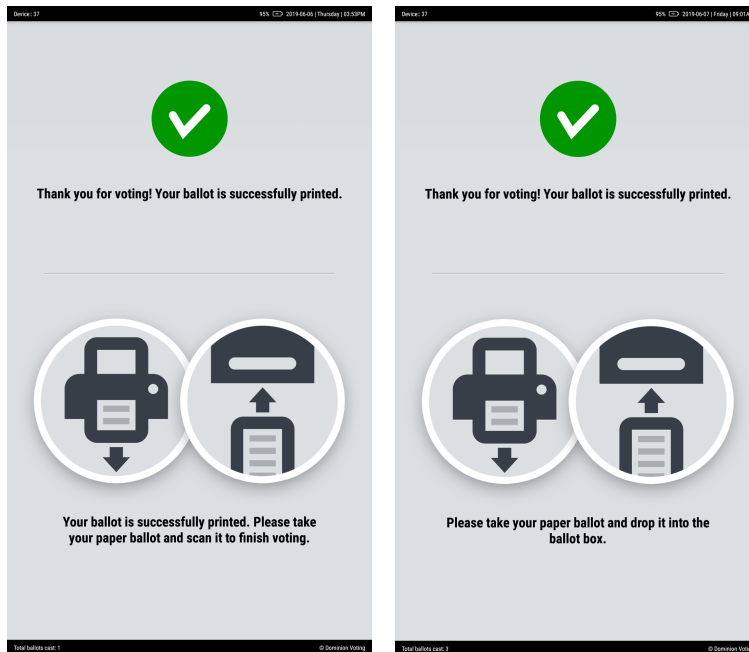 Device: 37
95% 2019-06-06 | Thursday | 03:53PM
Thank you for voting! Your ballot is successfully printed.
Your ballot is successfully printed. Please take
your paper ballot and scan it to finish voting.
Total ballots cast: 1
© Dominion Voting
Device: 37
95% 2019-06-07 | Friday | 09:01A
Thank you for voting! Your ballot is successfully printed.
Please take your paper ballot and drop it into the
ballot box.
Total ballots cast: 3
© Dominion Voti